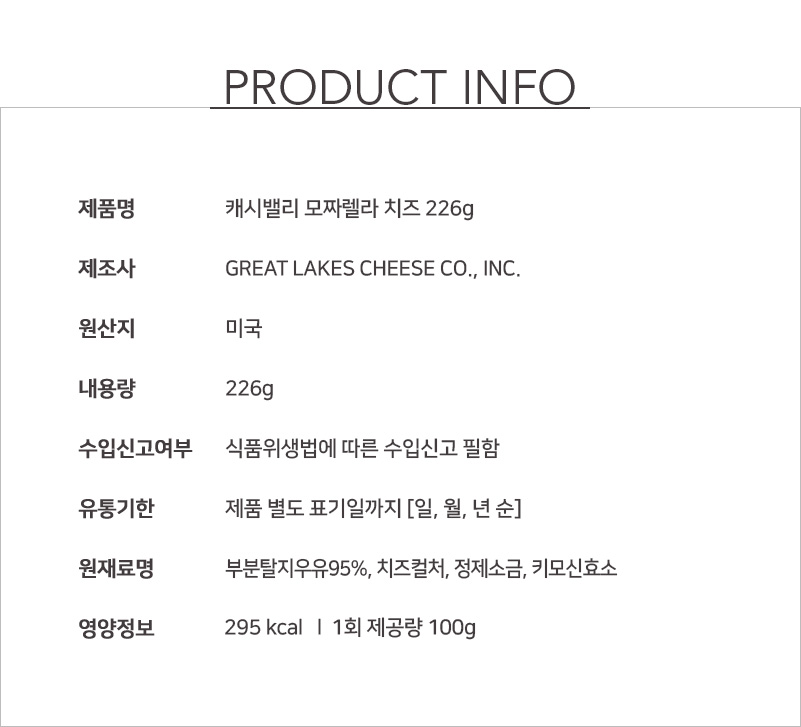 PRODUCT INFO
제품명 캐시밸리 모짜렐라 치즈 226g
제조사 GREAT LAKES CHEESE CO., INC.
원산지 미국
내용량 226g
수입신고여부 식품위생법에 따른 수입신고 필함
유통기한 제품 별도 표기일까지 [일, 월, 년 순]
원재료명 부분탈지우유95%, 치즈컬처, 정제소금, 키모신효소
영양정보 295 kcal ㅣ 1회 제공량 100g